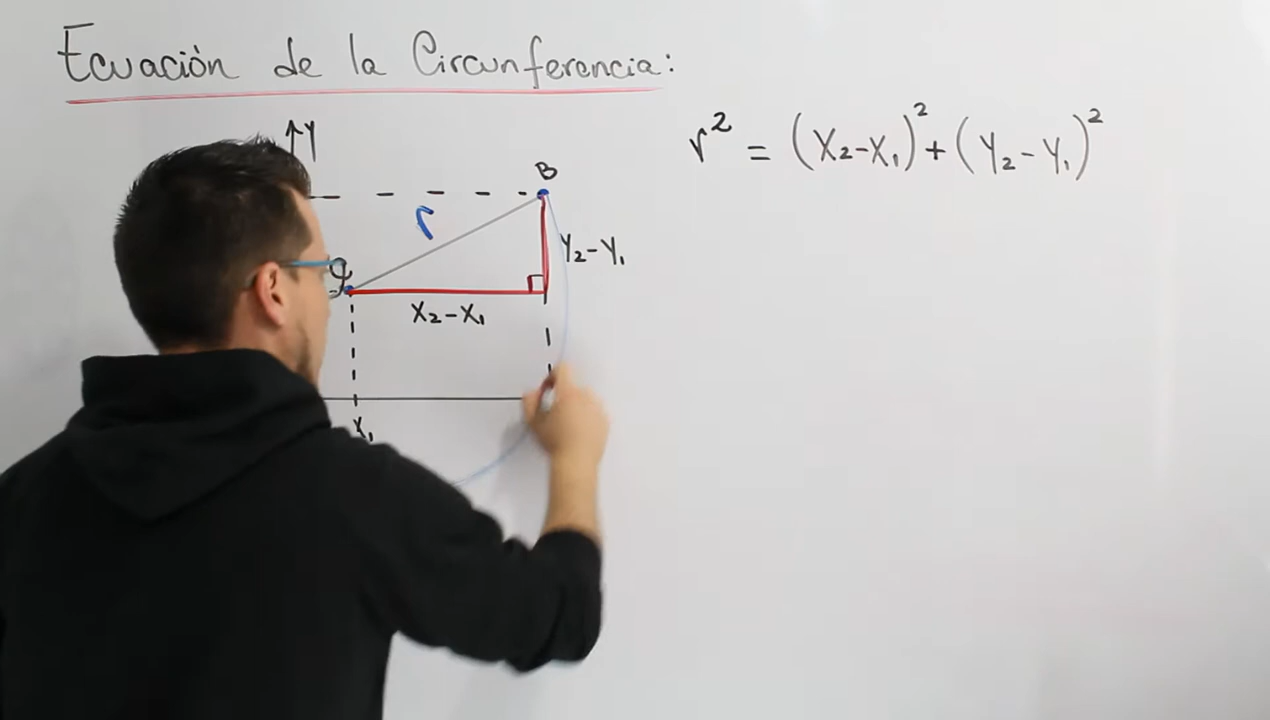 Ecuación de la Circunferencia:
r² = (X₂-X₁)² + (Y₂-Y₁)²
Y
B
r
Y₂-Y₁
X₂-X₁
X₁